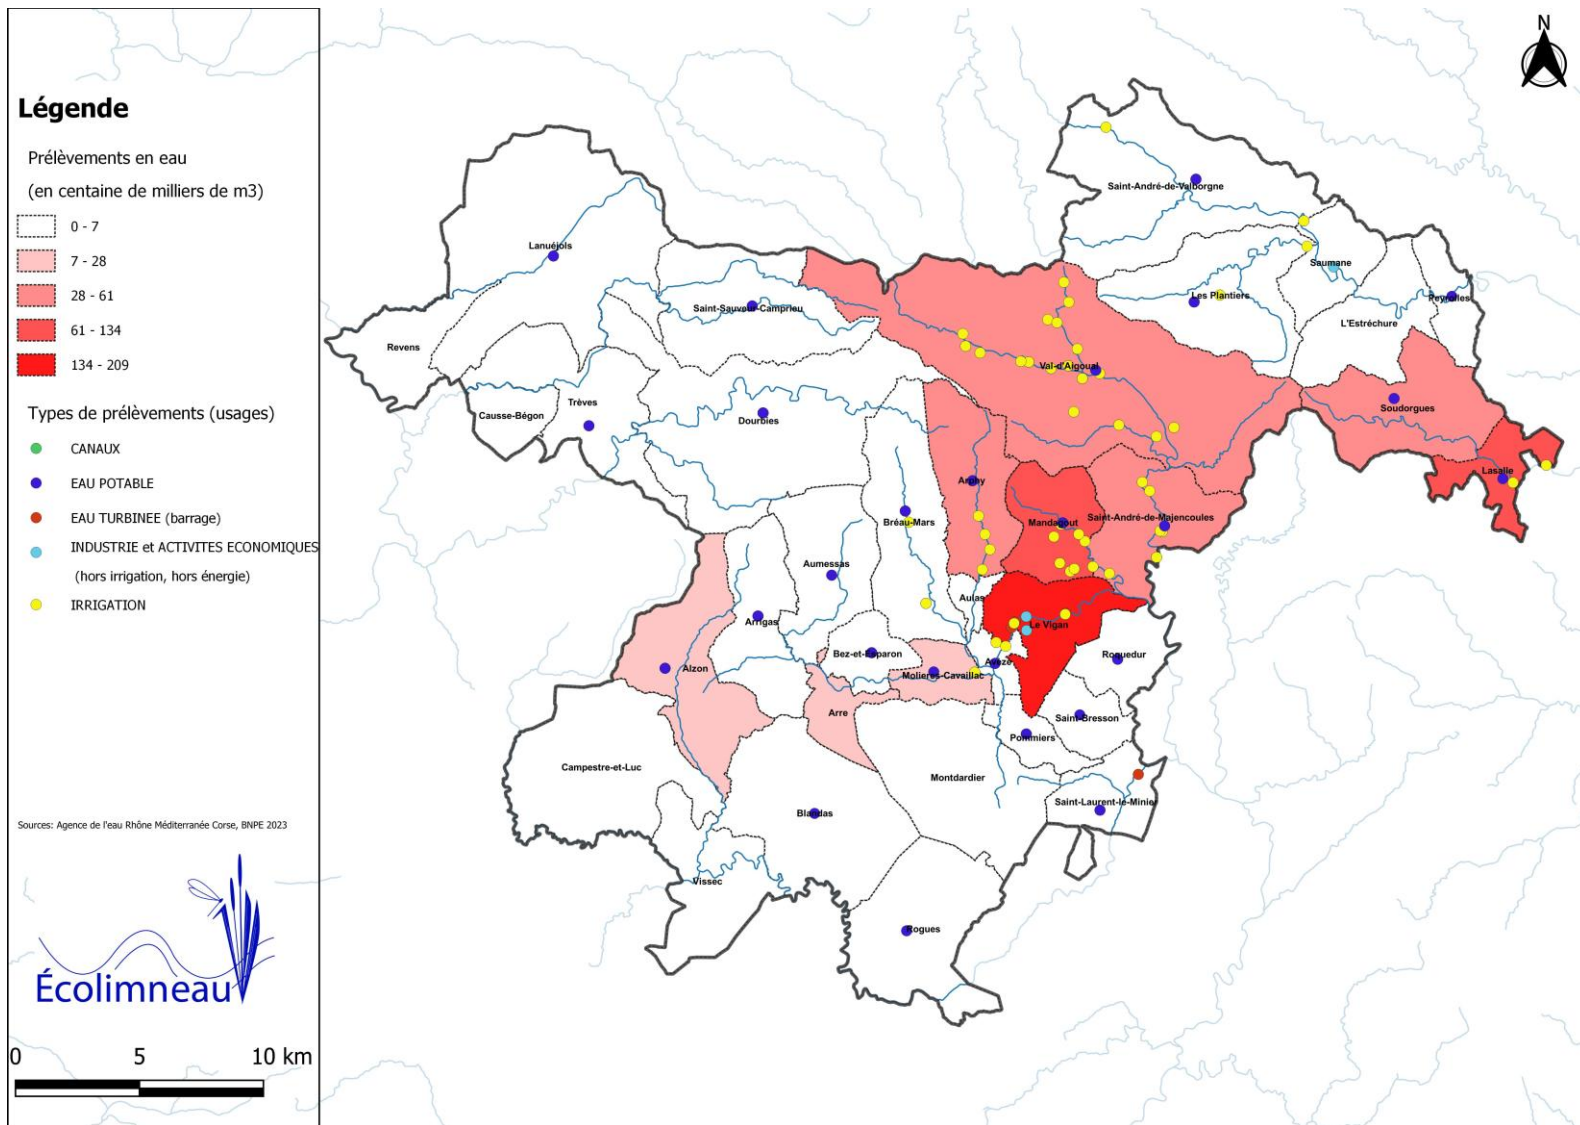 Légende
Prélèvements en eau
(en centaine de milliers de m3)
0 - 7
7 - 28
28 - 61
61 - 134
134 - 209
Types de prélèvements (usages)
CANAUX
EAU POTABLE
EAU TURBINEE (barrage)
INDUSTRIE et ACTIVITES ECONOMIQUES
(hors irrigation, hors énergie)
IRRIGATION
Sources: Agence de l'eau Rhône Méditerranée Corse, BNPE 2023
Écolimneau
0 5 10 km
N
Saint-André-de-Valborgne
Lanuéjols
Saumane
Les Plantiers
Peyrolles
Saint-Sauveur-Camprieu
L'Estréchure
Revens
Val-d'Aigoual
Trèves
Causse-Bégon
Soudorgues
Dourbies
Lasalle
Arphy
Bréau-Mars
Mandagout
Saint-André-de-Majencoules
Aumessas
Aulas
Arrigas
Le Vigan
Bez-et-Esparon
Avèze
Roquedur
Alzon
Molières-Cavaillac
Arre
Saint-Bresson
Pommiers
Campestre-et-Luc
Montdardier
Saint-Laurent-le-Minier
Blandas
Vissec
Rogues